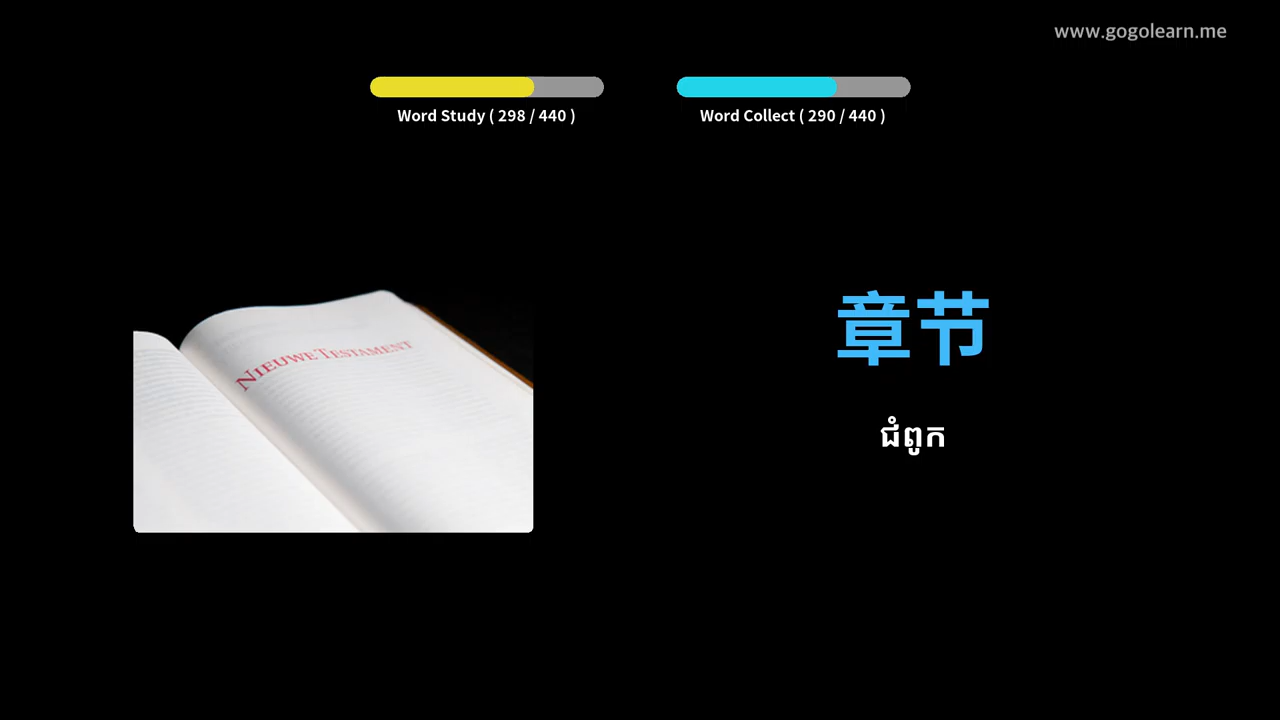 www.gogolearn.me
Word Study ( 298 / 440 )
Word Collect ( 290 / 440 )
NIEUWE TESTAMENT
章节
ជំពូក